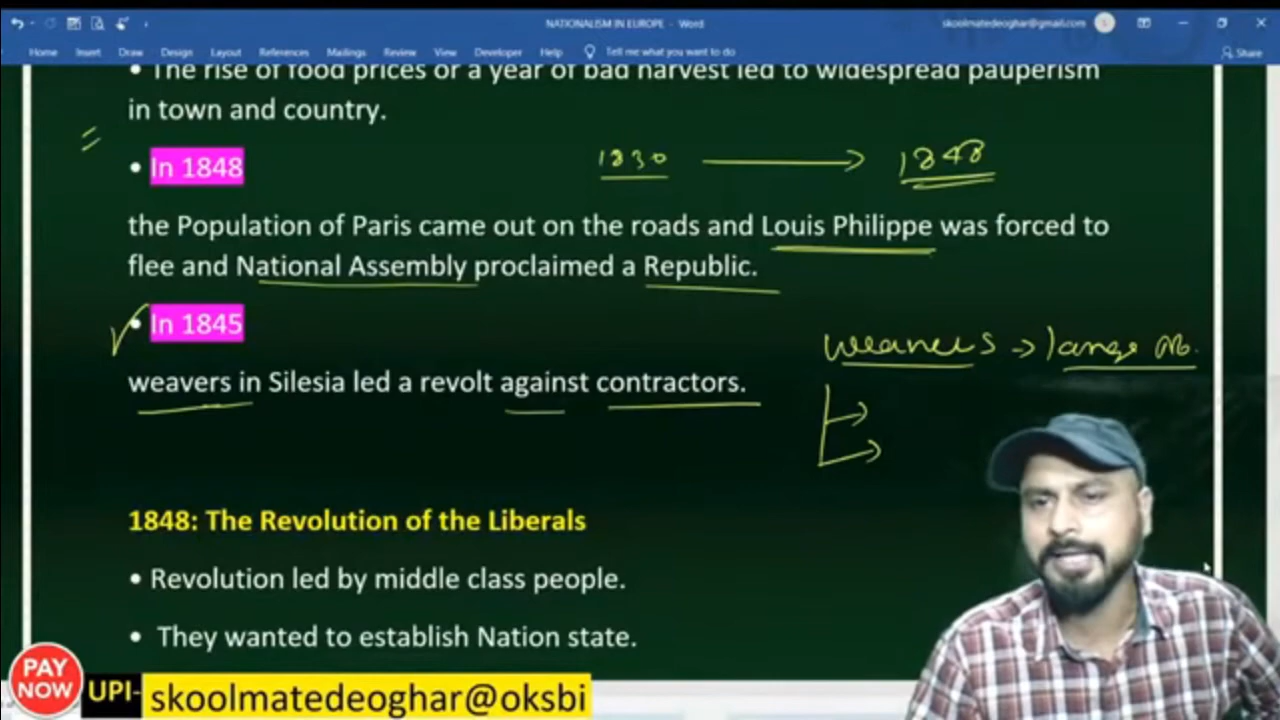 NATIONALISM IN EUROPE - Word
skoolmatedeoghar@gmail.com
Home Insert Draw Design Layout References Mailings Review View Developer Help Tell me what you want to do Share
• The rise of food prices or a year of bad harvest led to widespread pauperism
in town and country.
• In 1848
1830 → 1848
the Population of Paris came out on the roads and Louis Philippe was forced to
flee and National Assembly proclaimed a Republic.
• In 1845
weavers → large no.
weavers in Silesia led a revolt against contractors.
1848: The Revolution of the Liberals
• Revolution led by middle class people.
• They wanted to establish Nation state.
PAY
NOW
UPI- skoolmatedeoghar@oksbi